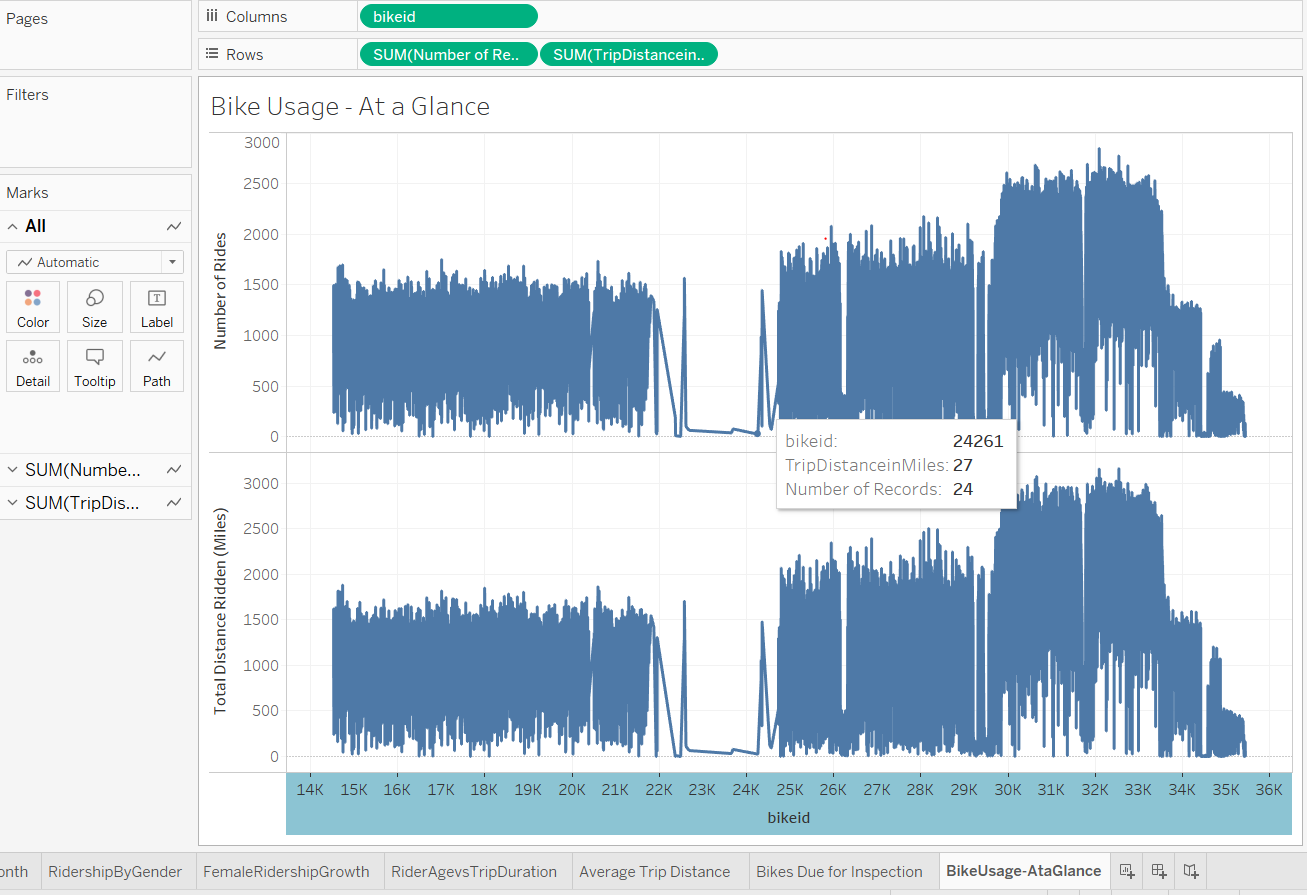 Pages
Columns
bikeid
Rows
SUM(Number of Re..
SUM(TripDistancein..
Filters
Marks
All
Automatic
Color
Size
Label
Detail
Tooltip
Path
SUM(Numbe...
SUM(TripDis...
Bike Usage - At a Glance
3000
2500
2000
1500
1000
500
0
Number of Rides
3000
2500
2000
1500
1000
500
0
Total Distance Ridden (Miles)
bikeid: 24261
TripDistanceinMiles: 27
Number of Records: 24
14K 15K 16K 17K 18K 19K 20K 21K 22K 23K 24K 25K 26K 27K 28K 29K 30K 31K 32K 33K 34K 35K 36K
bikeid
onth RidershipByGender FemaleRidershipGrowth RiderAgevsTripDuration Average Trip Distance Bikes Due for Inspection BikeUsage-AtaGlance